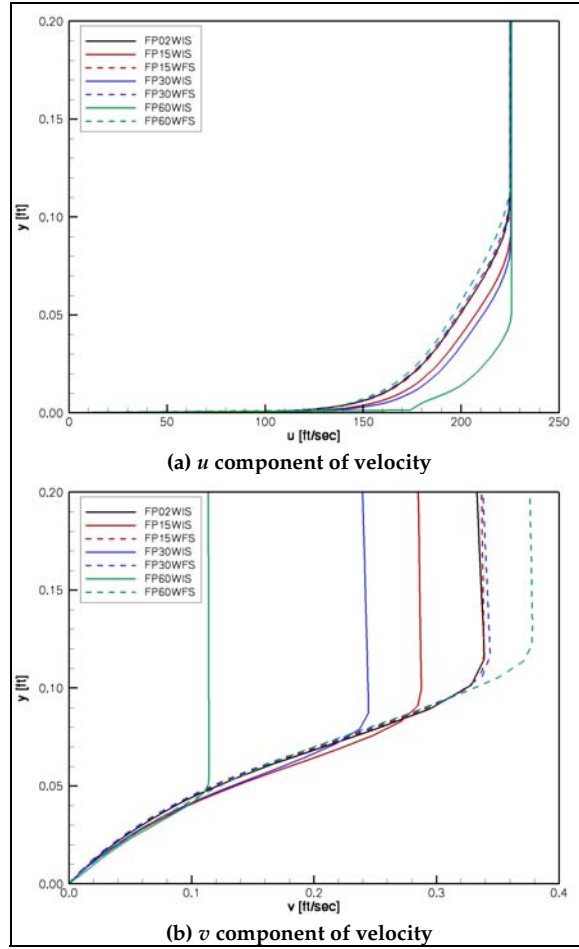 0.20
0.15
0.10
0.05
0.00
y [ft]
FP02WIS
FP15WIS
FP15WFS
FP30WIS
FP30WFS
FP60WIS
FP60WFS
0 50 100 150 200 250
u [ft/sec]
(a) u component of velocity
0.20
0.15
0.10
0.05
0.00
y [ft]
FP02WIS
FP15WIS
FP15WFS
FP30WIS
FP30WFS
FP60WIS
FP60WFS
0.0 0.1 0.2 0.3 0.4
v [ft/sec]
(b) v component of velocity